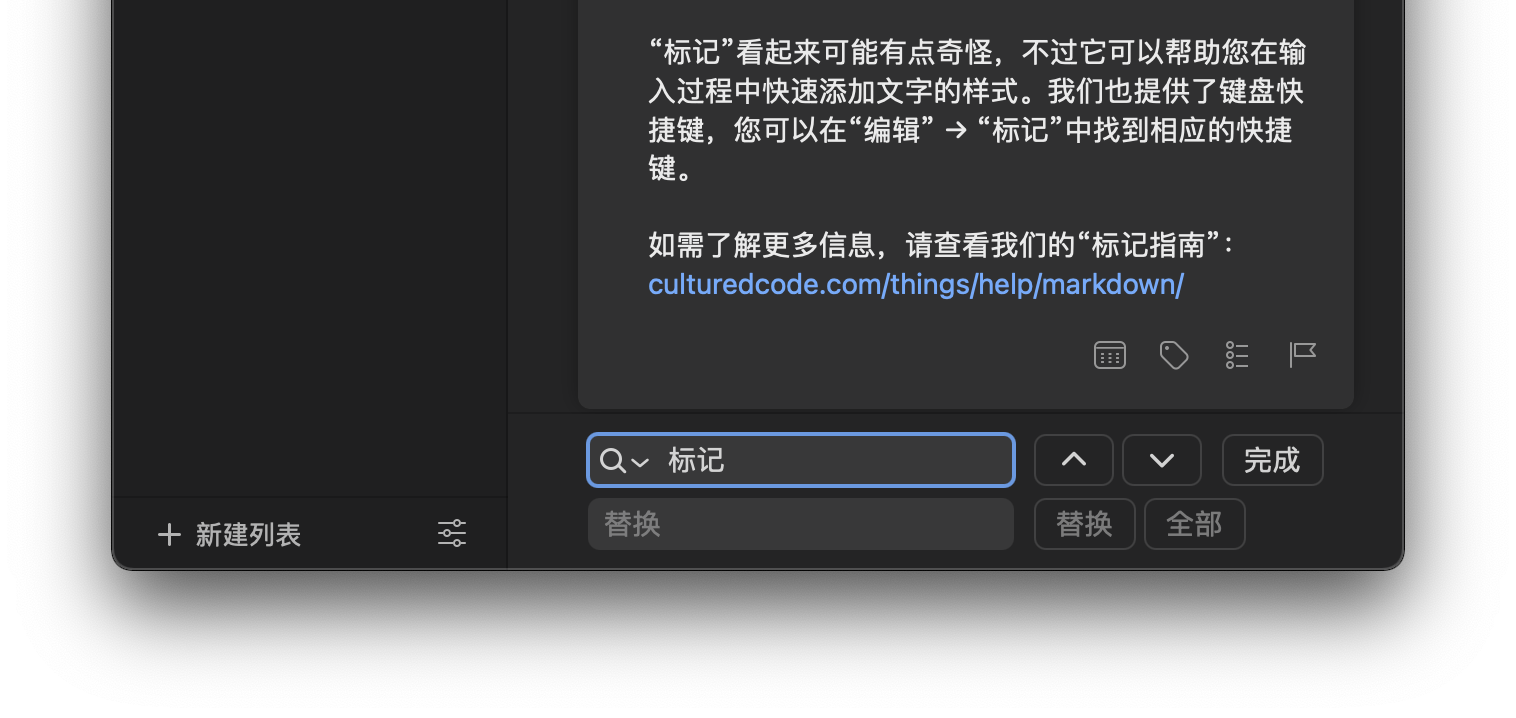 “标记”看起来可能有点奇怪，不过它可以帮助您在输
入过程中快速添加文字的样式。我们也提供了键盘快
捷键，您可以在“编辑” → “标记”中找到相应的快捷
键。
如需了解更多信息，请查看我们的“标记指南”：
culturedcode.com/things/help/markdown/
标记
完成
替换
替换
全部
新建列表